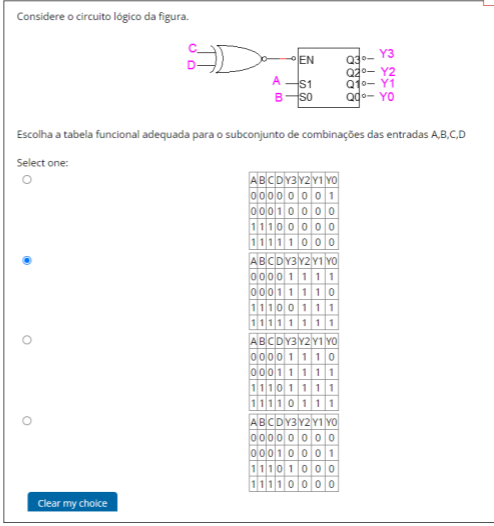 Considere o circuito lógico da figura.
C
D
EN
A
S1
B
S0
Q3
Y3
Q2
Y2
Q1
Y1
Q0
Y0
Escolha a tabela funcional adequada para o subconjunto de combinações das entradas A,B,C,D
Select one:
A B C D Y3 Y2 Y1 Y0
0 0 0 0 0 0 0 1
0 0 0 1 0 0 0 0
1 1 1 0 0 0 0 0
1 1 1 1 1 0 0 0
A B C D Y3 Y2 Y1 Y0
0 0 0 0 1 1 1 1
0 0 0 1 1 1 1 0
1 1 1 0 0 1 1 1
1 1 1 1 1 1 1 1
A B C D Y3 Y2 Y1 Y0
0 0 0 0 1 1 1 0
0 0 0 1 1 1 1 1
1 1 1 0 1 1 1 1
1 1 1 1 0 1 1 1
A B C D Y3 Y2 Y1 Y0
0 0 0 0 0 0 0 0
0 0 0 1 0 0 0 1
1 1 1 0 1 0 0 0
1 1 1 1 0 0 0 0
Clear my choice